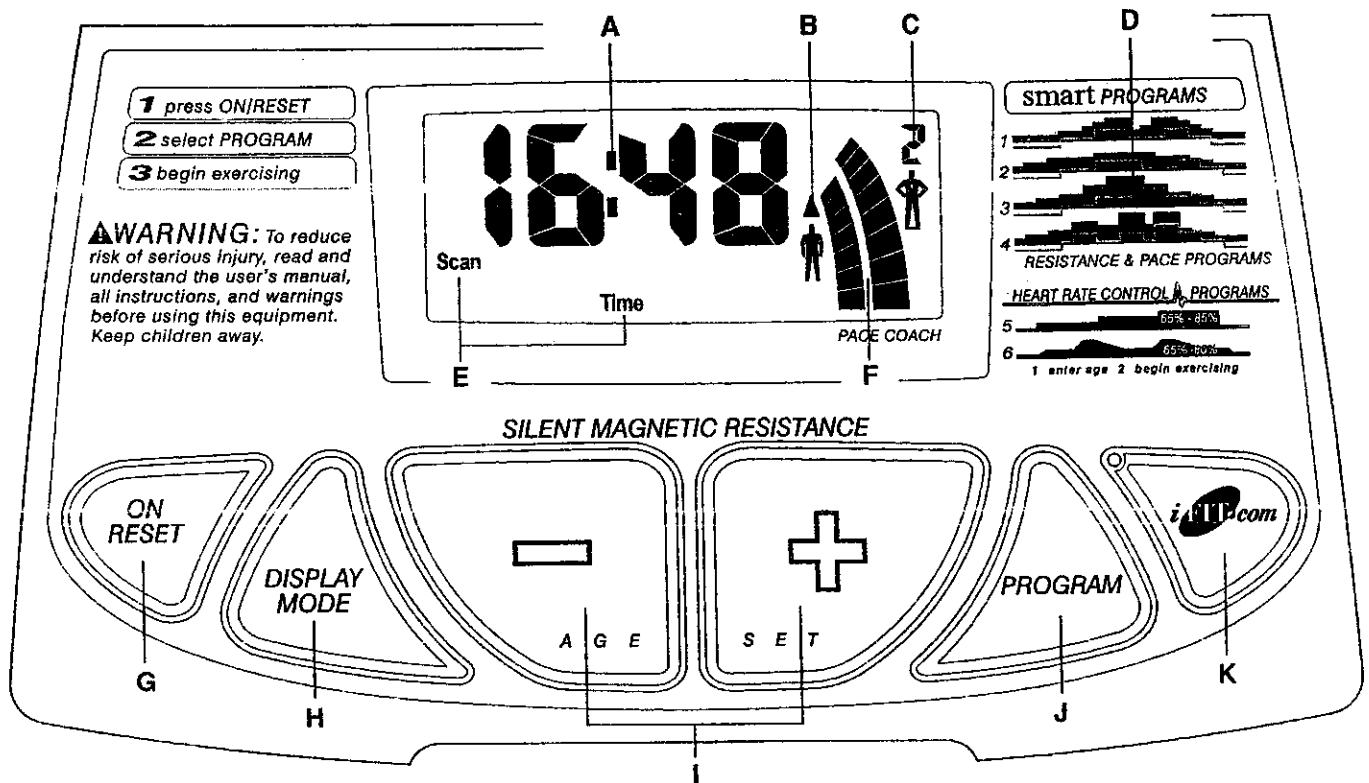 A
B
C
D
1 press ON/RESET
2 select PROGRAM
3 begin exercising
WARNING: To reduce
risk of serious injury, read and
understand the user's manual,
all instructions, and warnings
before using this equipment.
Keep children away.
16:48
2
Scan
Time
PACE COACH
E
F
smart PROGRAMS
1
2
3
4
RESISTANCE & PACE PROGRAMS
HEART RATE CONTROL PROGRAMS
5
65% - 85%
6
65% - 80%
1 enter age 2 begin exercising
SILENT MAGNETIC RESISTANCE
ON
RESET
DISPLAY
MODE
AGE
SET
PROGRAM
iFIT.com
G
H
I
J
K